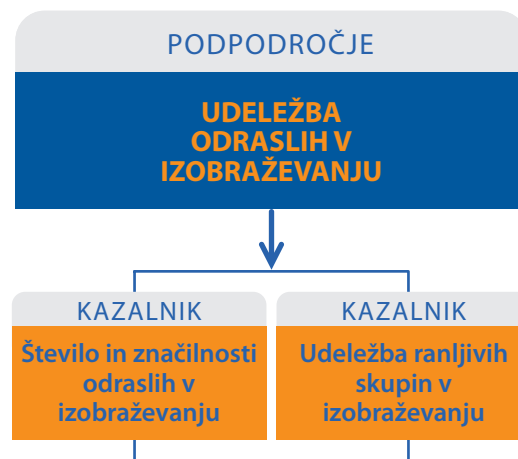 PODPODROČJE
UDELEŽBA
ODRASLIH V
IZOBRAŽEVANJU
KAZALNIK
Število in značilnosti
odraslih v
izobraževanju
KAZALNIK
Udeležba ranljivih
skupin v
izobraževanju